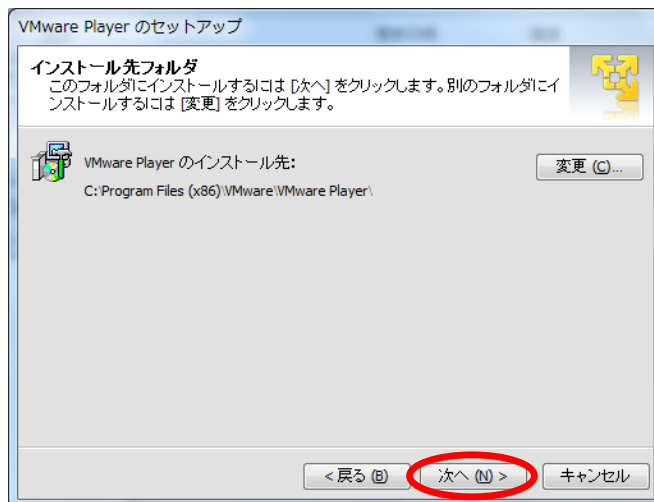 VMware Player のセットアップ
インストール先フォルダ
このフォルダにインストールするには [次へ] をクリックします。別のフォルダにイ
ンストールするには [変更] をクリックします。
VMware Player のインストール先:
変更 (C)...
C:\Program Files (x86)\VMware\VMware Player\
< 戻る (B)
次へ (N) >
キャンセル